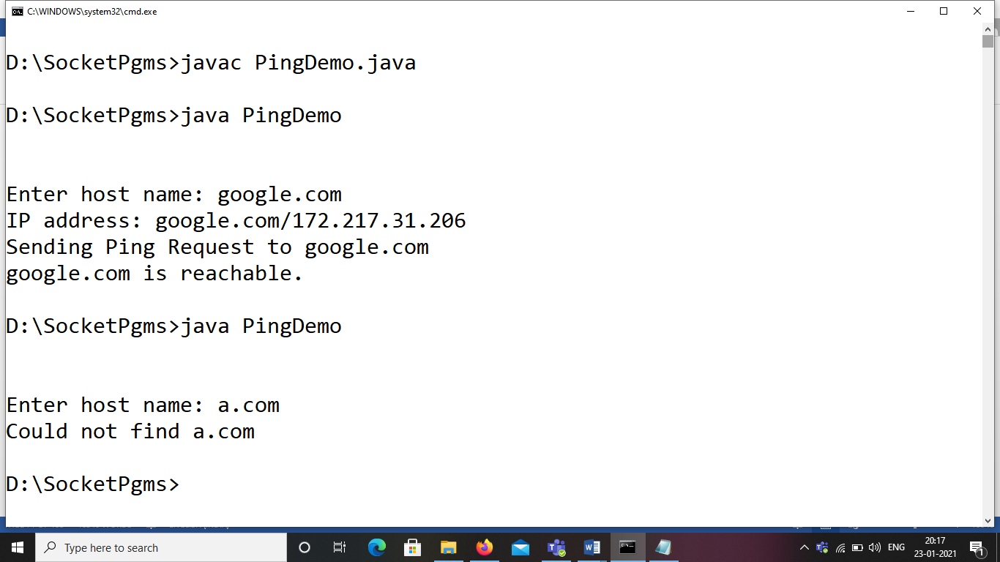 C:\WINDOWS\system32\cmd.exe
D:\SocketPgms>javac PingDemo.java
D:\SocketPgms>java PingDemo
Enter host name: google.com
IP address: google.com/172.217.31.206
Sending Ping Request to google.com
google.com is reachable.
D:\SocketPgms>java PingDemo
Enter host name: a.com
Could not find a.com
D:\SocketPgms>
Type here to search
ENG
20:17
23-01-2021
1